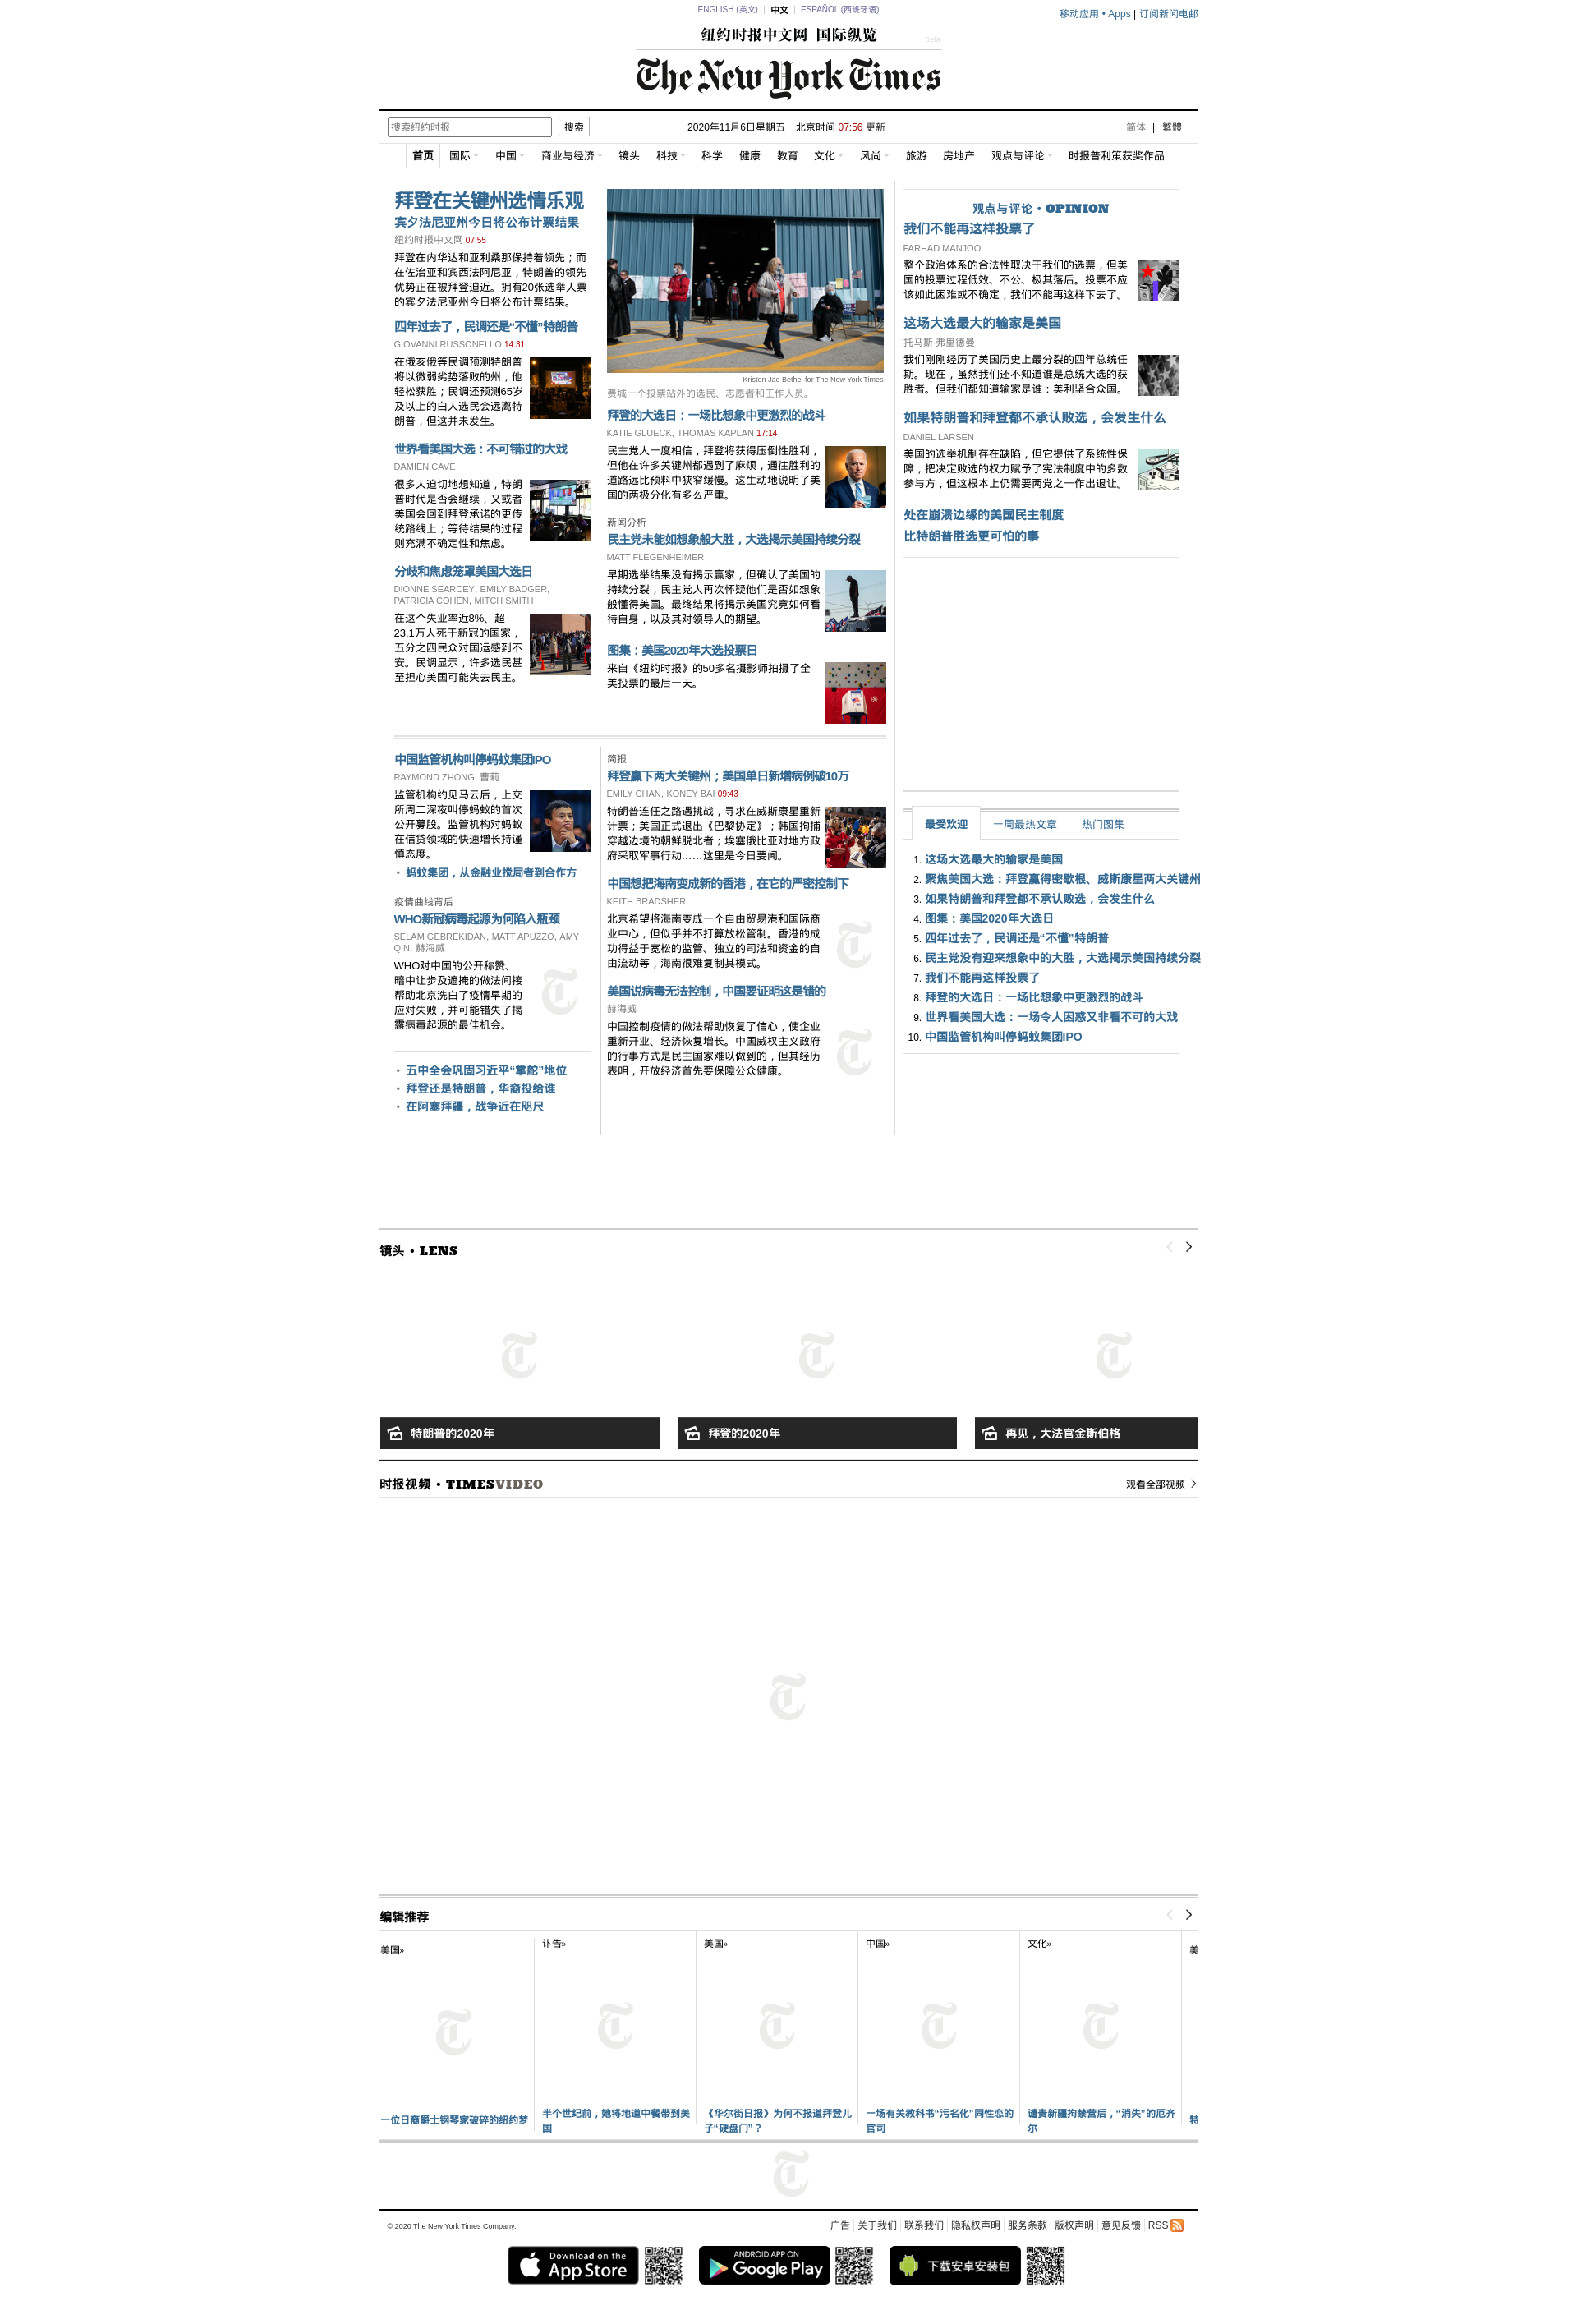 ENGLISH (英文)
中文
ESPAÑOL (西班牙语)
移动应用 • Apps | 订阅新闻电邮
纽约时报中文网 国际纵览
Beta
The New York Times
搜索纽约时报
搜索
2020年11月6日星期五 北京时间 07:56 更新
简体 | 繁體
首页 国际 中国 商业与经济 镜头 科技 科学 健康 教育 文化 风尚 旅游 房地产 观点与评论 时报普利策获奖作品
拜登在关键州选情乐观
宾夕法尼亚州今日将公布计票结果
纽约时报中文网 07:55
拜登在内华达和亚利桑那保持着领先；而
在佐治亚和宾西法阿尼亚，特朗普的领先
优势正在被拜登迫近。拥有20张选举人票
的宾夕法尼亚州今日将公布计票结果。
四年过去了，民调还是“不懂”特朗普
GIOVANNI RUSSONELLO 14:31
在俄亥俄等民调预测特朗普
将以微弱劣势落败的州，他
轻松获胜；民调还预测65岁
及以上的白人选民会远离特
朗普，但这并未发生。
世界看美国大选：不可错过的大戏
DAMIEN CAVE
很多人迫切地想知道，特朗
普时代是否会继续，又或者
美国会回到拜登承诺的更传
统路线上；等待结果的过程
则充满不确定性和焦虑。
分歧和焦虑笼罩美国大选日
DIONNE SEARCEY, EMILY BADGER,
PATRICIA COHEN, MITCH SMITH
在这个失业率近8%、超
23.1万人死于新冠的国家，
五分之四民众对国运感到不
安。民调显示，许多选民甚
至担心美国可能失去民主。
Kriston Jae Bethel for The New York Times
费城一个投票站外的选民、志愿者和工作人员。
拜登的大选日：一场比想象中更激烈的战斗
KATIE GLUECK, THOMAS KAPLAN 17:14
民主党人一度相信，拜登将获得压倒性胜利，
但他在许多关键州都遇到了麻烦，通往胜利的
道路远比预料中狭窄缓慢。这生动地说明了美
国的两极分化有多么严重。
新闻分析
民主党未能如想象般大胜，大选揭示美国持续分裂
MATT FLEGENHEIMER
早期选举结果没有揭示赢家，但确认了美国的
持续分裂，民主党人再次怀疑他们是否如想象
般懂得美国。最终结果将揭示美国究竟如何看
待自身，以及其对领导人的期望。
图集：美国2020年大选投票日
来自《纽约时报》的50多名摄影师拍摄了全
美投票的最后一天。
观点与评论 • OPINION
我们不能再这样投票了
FARHAD MANJOO
整个政治体系的合法性取决于我们的选票，但美
国的投票过程低效、不公、极其落后。投票不应
该如此困难或不确定，我们不能再这样下去了。
这场大选最大的输家是美国
托马斯·弗里德曼
我们刚刚经历了美国历史上最分裂的四年总统任
期。现在，虽然我们还不知道谁是总统大选的获
胜者。但我们都知道输家是谁：美利坚合众国。
如果特朗普和拜登都不承认败选，会发生什么
DANIEL LARSEN
美国的选举机制存在缺陷，但它提供了系统性保
障，把决定败选的权力赋予了宪法制度中的多数
参与方，但这根本上仍需要两党之一作出退让。
处在崩溃边缘的美国民主制度
比特朗普胜选更可怕的事
中国监管机构叫停蚂蚁集团IPO
RAYMOND ZHONG, 曹莉
监管机构约见马云后，上交
所周二深夜叫停蚂蚁的首次
公开募股。监管机构对蚂蚁
在信贷领域的快速增长持谨
慎态度。
• 蚂蚁集团，从金融业搅局者到合作方
疫情曲线背后
WHO新冠病毒起源为何陷入瓶颈
SELAM GEBREKIDAN, MATT APUZZO, AMY
QIN, 赫海威
WHO对中国的公开称赞、
暗中让步及遮掩的做法间接
帮助北京洗白了疫情早期的
应对失败，并可能错失了揭
露病毒起源的最佳机会。
• 五中全会巩固习近平“掌舵”地位
• 拜登还是特朗普，华裔投给谁
• 在阿塞拜疆，战争近在咫尺
简报
拜登赢下两大关键州；美国单日新增病例破10万
EMILY CHAN, KONEY BAI 09:43
特朗普连任之路遇挑战，寻求在威斯康星重新
计票；美国正式退出《巴黎协定》；韩国拘捕
穿越边境的朝鲜脱北者；埃塞俄比亚对地方政
府采取军事行动……这里是今日要闻。
中国想把海南变成新的香港，在它的严密控制下
KEITH BRADSHER
北京希望将海南变成一个自由贸易港和国际商
业中心，但似乎并不打算放松管制。香港的成
功得益于宽松的监管、独立的司法和资金的自
由流动等，海南很难复制其模式。
美国说病毒无法控制，中国要证明这是错的
赫海威
中国控制疫情的做法帮助恢复了信心，使企业
重新开业、经济恢复增长。中国威权主义政府
的行事方式是民主国家难以做到的，但其经历
表明，开放经济首先要保障公众健康。
最受欢迎 一周最热文章 热门图集
1. 这场大选最大的输家是美国
2. 聚焦美国大选：拜登赢得密歇根、威斯康星两大关键州
3. 如果特朗普和拜登都不承认败选，会发生什么
4. 图集：美国2020年大选日
5. 四年过去了，民调还是“不懂”特朗普
6. 民主党没有迎来想象中的大胜，大选揭示美国持续分裂
7. 我们不能再这样投票了
8. 拜登的大选日：一场比想象中更激烈的战斗
9. 世界看美国大选：一场令人困惑又非看不可的大戏
10. 中国监管机构叫停蚂蚁集团IPO
镜头 • LENS
特朗普的2020年
拜登的2020年
再见，大法官金斯伯格
时报视频 • TIMESVIDEO
观看全部视频
编辑推荐
美国»
讣告»
美国»
中国»
文化»
美
一位日裔爵士钢琴家破碎的纽约梦
半个世纪前，她将地道中餐带到美
国
《华尔街日报》为何不报道拜登儿
子“硬盘门”？
一场有关教科书“污名化”同性恋的
官司
谴责新疆拘禁营后，“消失”的厄齐
尔
特
© 2020 The New York Times Company.
广告 关于我们 联系我们 隐私权声明 服务条款 版权声明 意见反馈 RSS
Download on the
App Store
ANDROID APP ON
Google Play
下载安卓安装包